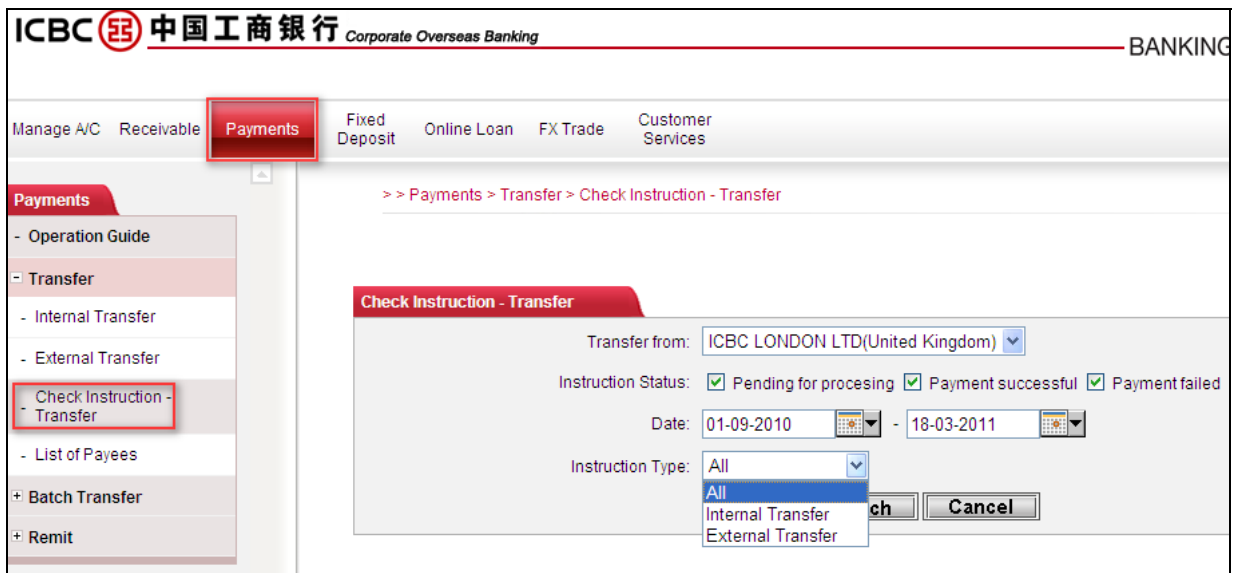 ICBC 中国工商银行 Corporate Overseas Banking
BANKING
Manage A/C Receivable Payments Fixed Deposit Online Loan FX Trade Customer Services
> > Payments > Transfer > Check Instruction - Transfer
Payments
- Operation Guide
- Transfer
- Internal Transfer
- External Transfer
- Check Instruction -
Transfer
- List of Payees
+ Batch Transfer
+ Remit
Check Instruction - Transfer
Transfer from: ICBC LONDON LTD(United Kingdom)
Instruction Status: Pending for procesing Payment successful Payment failed
Date: 01-09-2010 - 18-03-2011
Instruction Type: All
All
Internal Transfer
External Transfer
ch Cancel